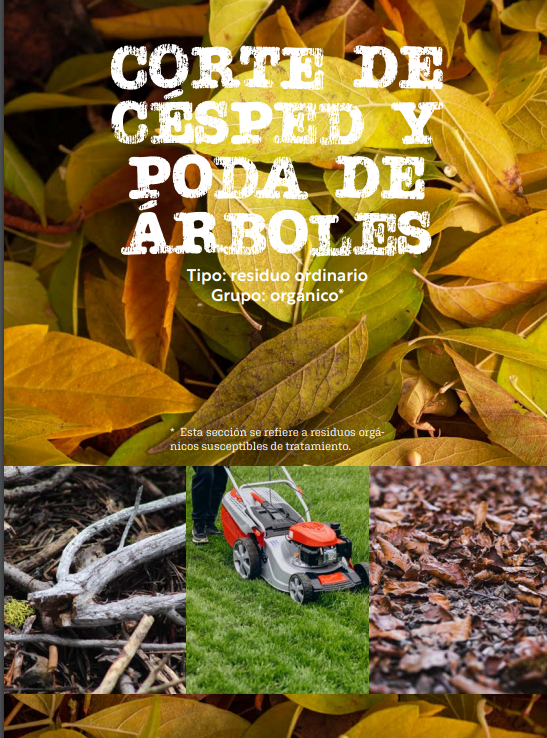 CORTE DE
CÉSPED Y
PODA DE
ÁRBOLES
Tipo: residuo ordinario
Grupo: orgánico*
* Esta sección se refiere a residuos orgá-
nicos susceptibles de tratamiento.